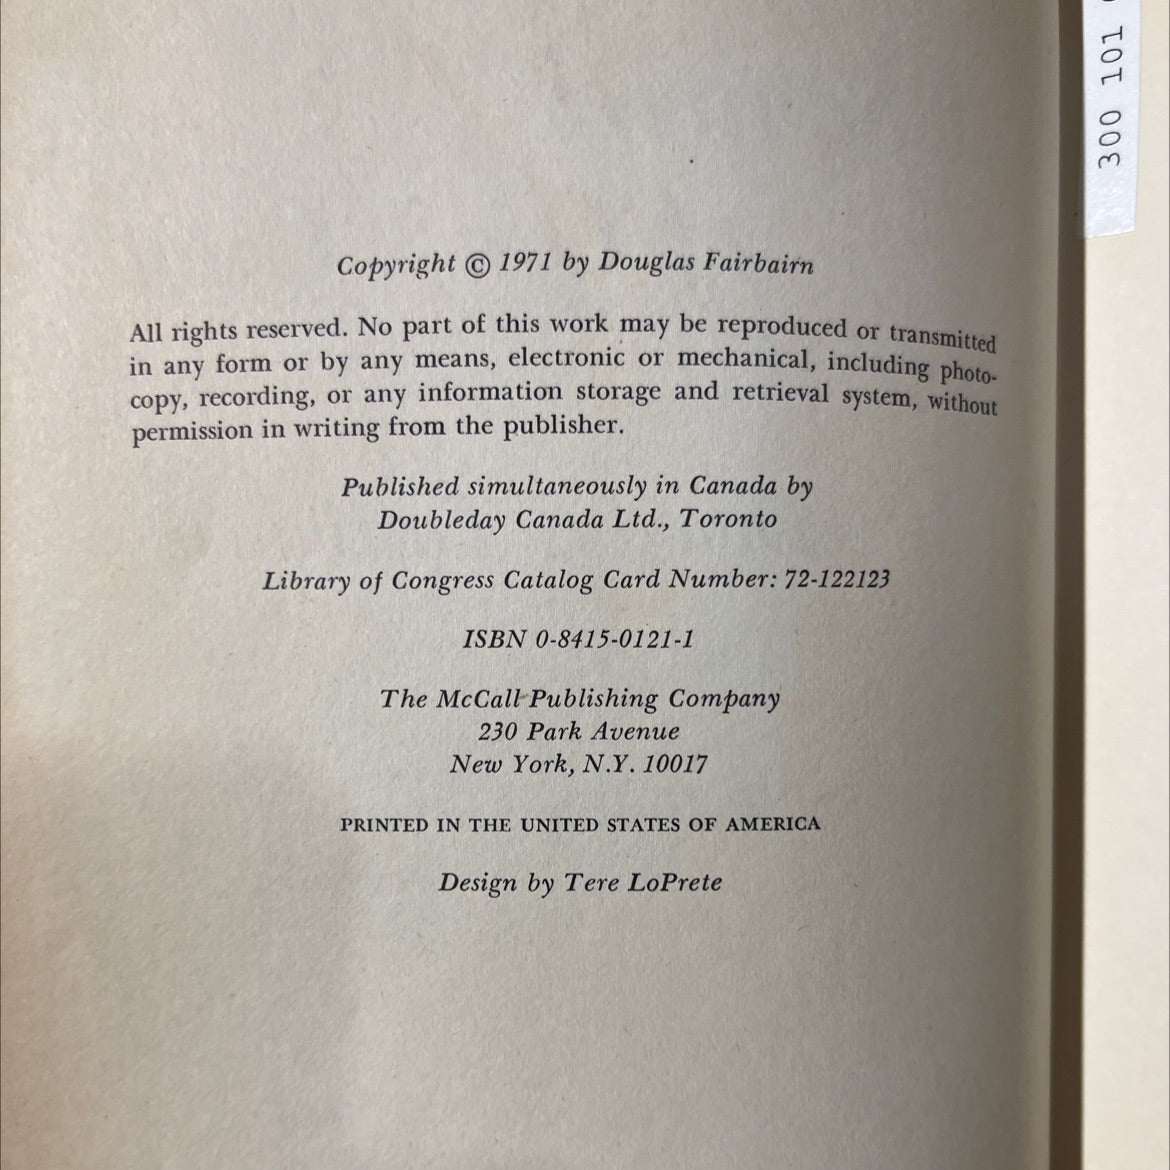 Copyright © 1971 by Douglas Fairbairn
All rights reserved. No part of this work may be reproduced or transmitted
in any form or by any means, electronic or mechanical, including photo-
copy, recording, or any information storage and retrieval system, without
permission in writing from the publisher.
Published simultaneously in Canada by
Doubleday Canada Ltd., Toronto
Library of Congress Catalog Card Number: 72-122123
ISBN 0-8415-0121-1
The McCall Publishing Company
230 Park Avenue
New York, N.Y. 10017
PRINTED IN THE UNITED STATES OF AMERICA
Design by Tere LoPrete
300 101